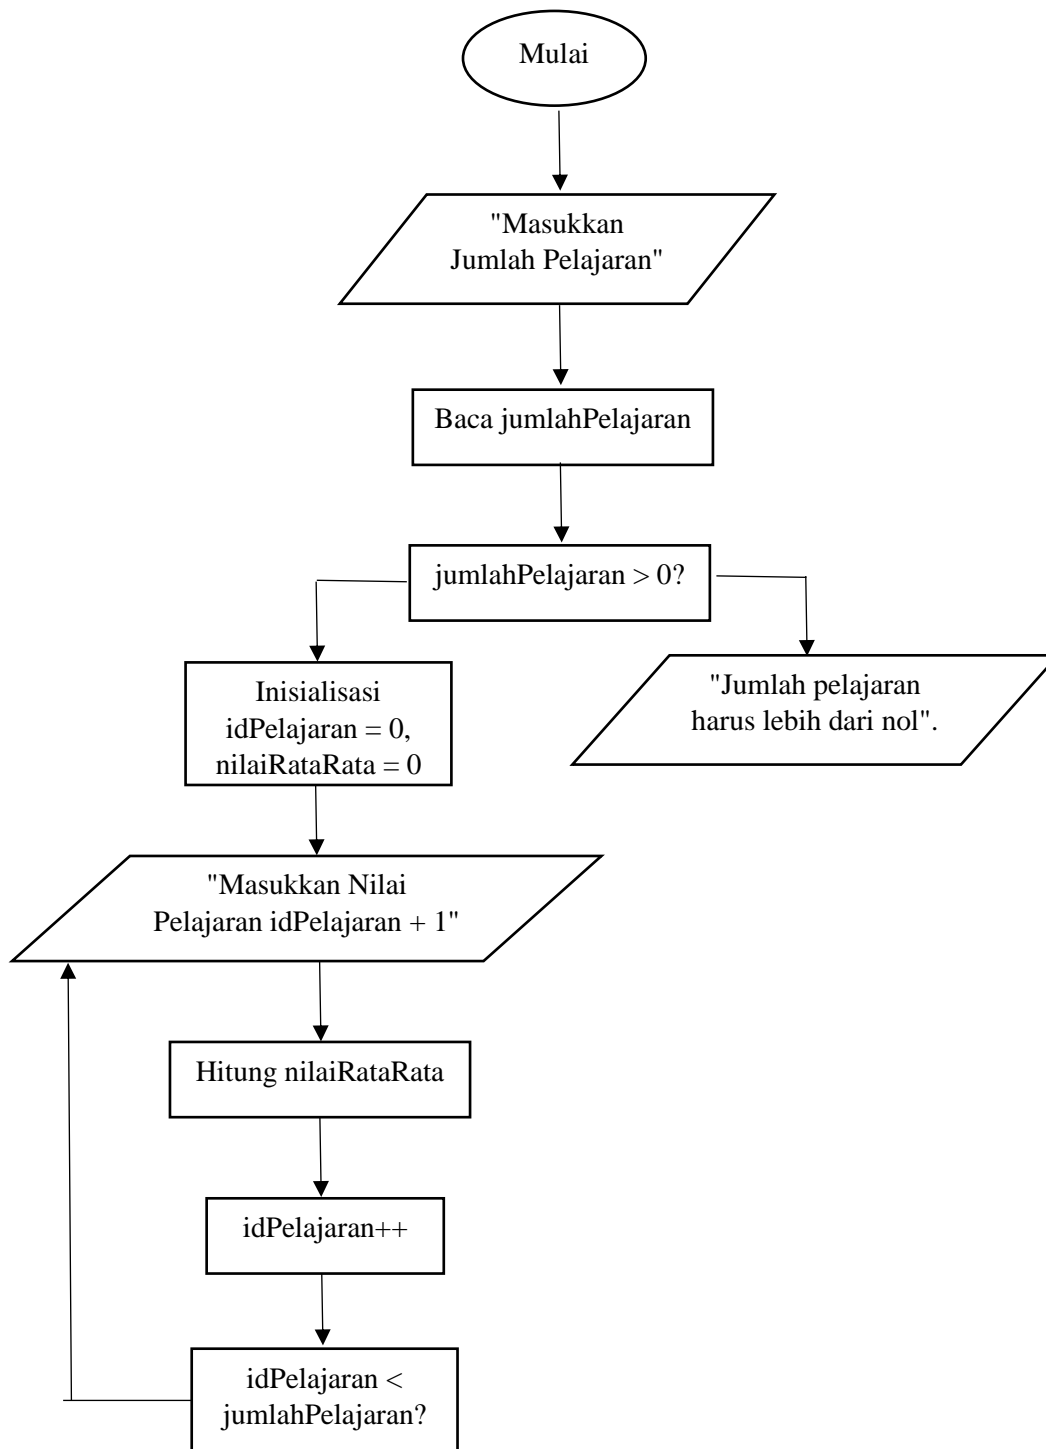 Mulai
"Masukkan
Jumlah Pelajaran"
Baca jumlahPelajaran
jumlahPelajaran > 0?
Inisialisasi
idPelajaran = 0,
nilaiRataRata = 0
"Jumlah pelajaran
harus lebih dari nol".
"Masukkan Nilai
Pelajaran idPelajaran + 1"
Hitung nilaiRataRata
idPelajaran++
idPelajaran <
jumlahPelajaran?